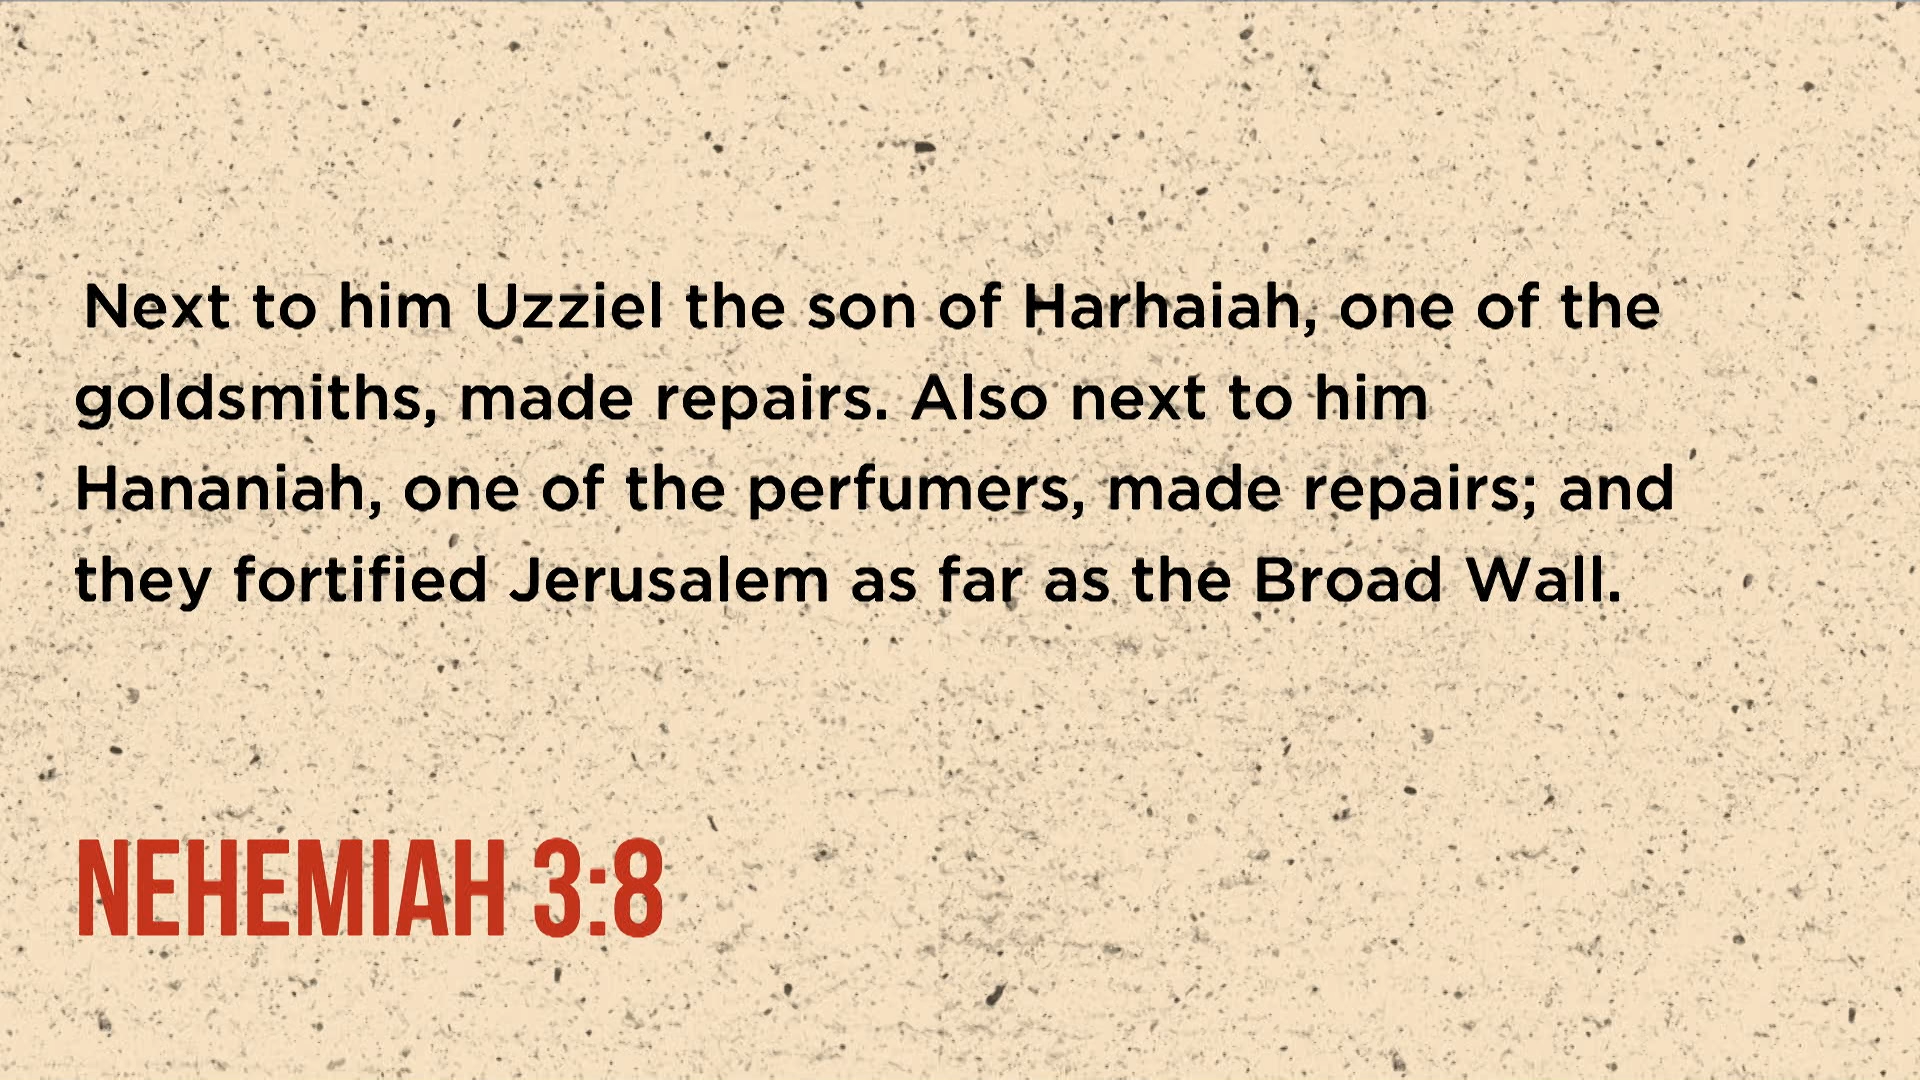 Next to him Uzziel the son of Harhaiah, one of the
goldsmiths, made repairs. Also next to him
Hananiah, one of the perfumers, made repairs; and
they fortified Jerusalem as far as the Broad Wall.
NEHEMIAH 3:8